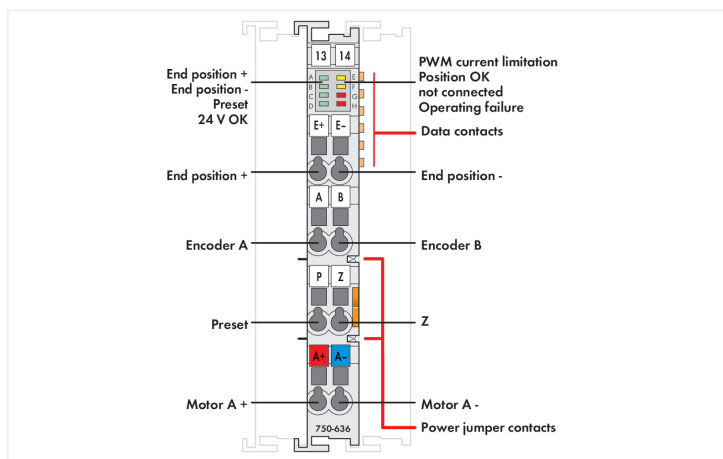 13 14
End position +
End position -
Preset
24 V OK
A E
B F
C G
D H
PWM current limitation
Position OK
not connected
Operating failure
E+ E−
Data contacts
End position +
End position -
A B
Encoder A
Encoder B
P Z
Preset
Z
A+ A−
Motor A +
Motor A -
750-636
Power jumper contacts